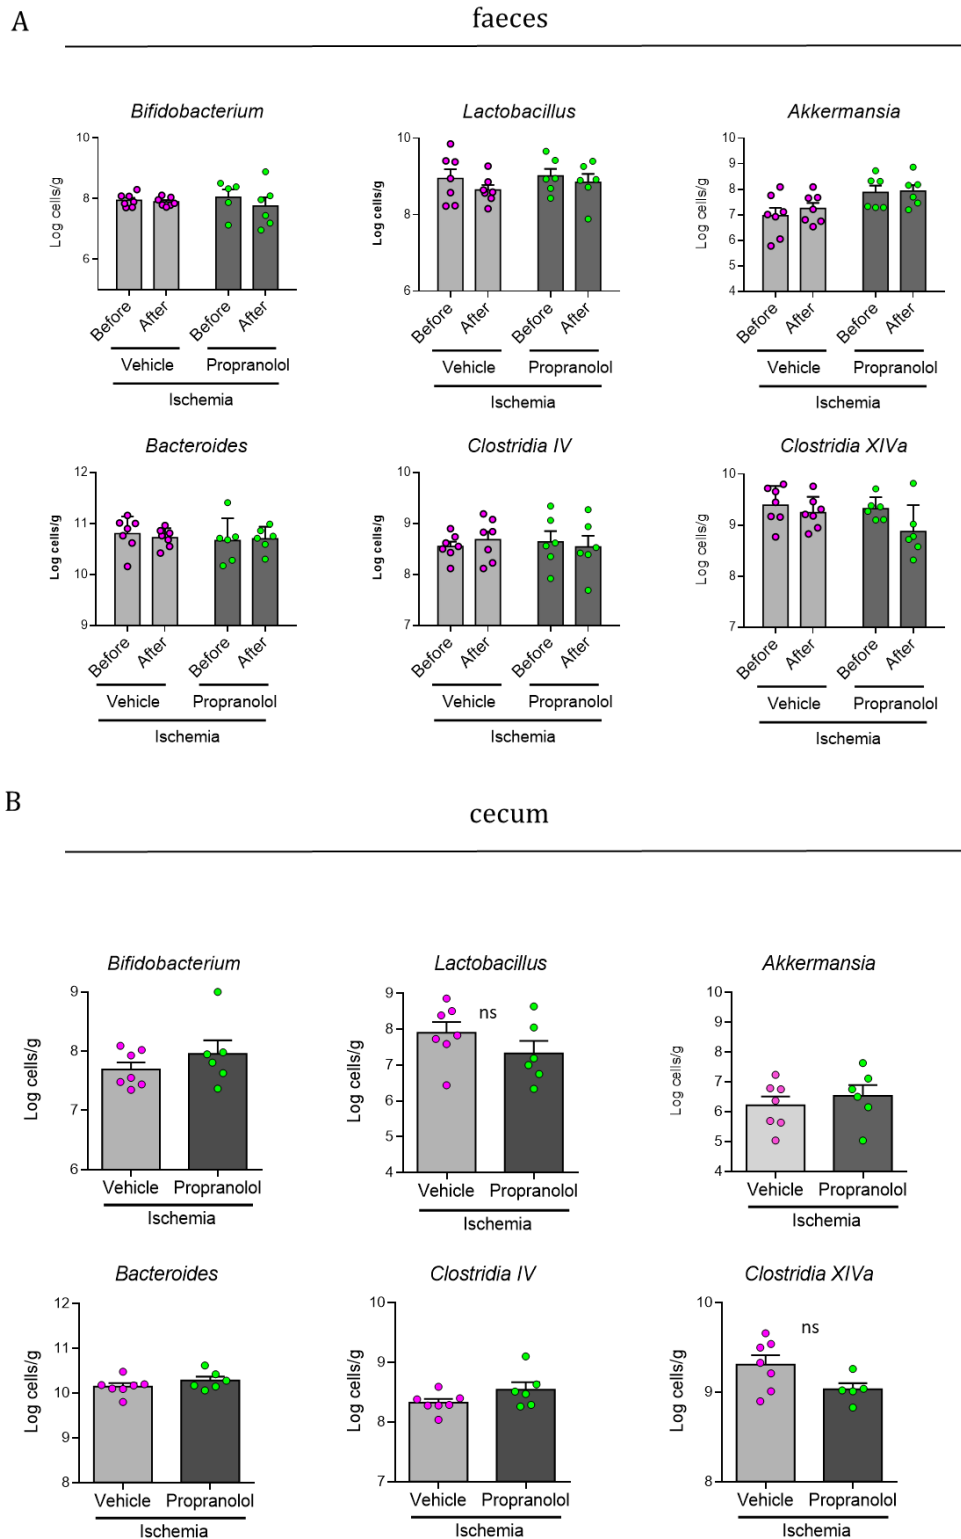 A
faeces
Bifidobacterium
Lactobacillus
Akkermansia
Log cells/g
10
8
6
Before
After
Before
After
Vehicle
Propranolol
Ischemia
Log cells/g
10
8
6
Before
After
Before
After
Vehicle
Propranolol
Ischemia
Log cells/g
10
9
8
7
6
5
4
Before
After
Before
After
Vehicle
Propranolol
Ischemia
Bacteroides
Clostridia IV
Clostridia XIVa
Log cells/g
12
11
10
9
Before
After
Before
After
Vehicle
Propranolol
Ischemia
Log cells/g
10
9
8
7
Before
After
Before
After
Vehicle
Propranolol
Ischemia
Log cells/g
10
9
8
7
Before
After
Before
After
Vehicle
Propranolol
Ischemia
B
cecum
Bifidobacterium
Lactobacillus
Akkermansia
Log cells/g
9
8
7
6
Vehicle
Propranolol
Ischemia
Log cells/g
9
8
7
6
5
4
ns
Vehicle
Propranolol
Ischemia
Log cells/g
10
9
8
7
6
5
4
Vehicle
Propranolol
Ischemia
Bacteroides
Clostridia IV
Clostridia XIVa
Log cells/g
12
11
10
9
8
Vehicle
Propranolol
Ischemia
Log cells/g
10
8
8
7
Vehicle
Propranolol
Ischemia
Log cells/g
10
9
8
ns
Vehicle
Propranolol
Ischemia